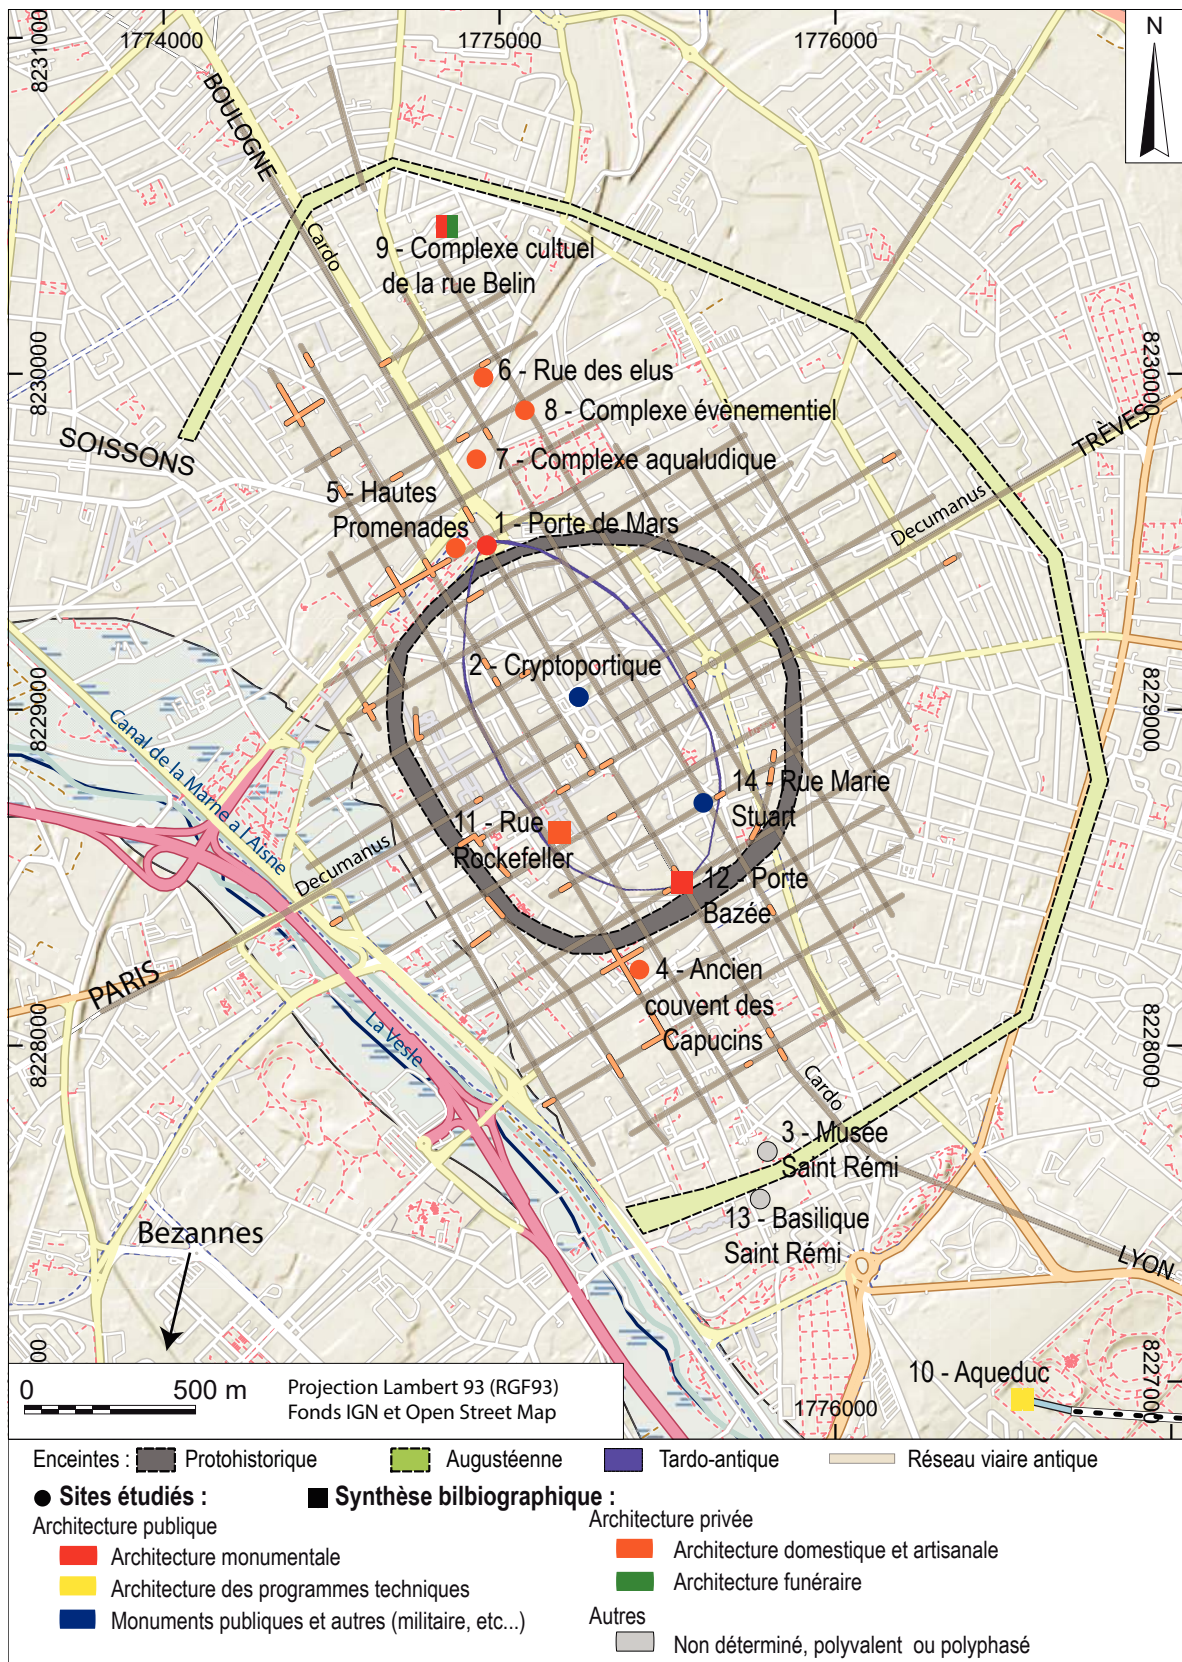 1774000
1775000
1776000
N
8231000
BOULOGNE
Cardo
9 - Complexe cultuel
de la rue Belin
8230000
8230000
6 - Rue des elus
8 - Complexe évènementiel
TRÈVES
SOISSONS
7 - Complexe aqualudique
5 - Hautes
Promenades
1 - Porte de Mars
Decumanus
2 - Cryptoportique
8229000
8229000
Canal de la Marne a l'Aisne
14 - Rue Marie
Stuart
11 - Rue
Rockefeller
Decumanus
12 - Porte
Bazée
PARIS
4 - Ancien
couvent des
Capucins
La Vesle
8228000
8228000
Cardo
3 - Musée
Saint Rémi
13 - Basilique
Saint Rémi
Bezannes
LYON
10 - Aqueduc
00
8227000
1776000
0 500 m
Projection Lambert 93 (RGF93)
Fonds IGN et Open Street Map
Enceintes : Protohistorique Augustéenne Tardo-antique Réseau viaire antique
Sites étudiés : Synthèse bilbiographique :
Architecture publique
Architecture monumentale
Architecture des programmes techniques
Monuments publiques et autres (militaire, etc...)
Architecture privée
Architecture domestique et artisanale
Architecture funéraire
Autres
Non déterminé, polyvalent ou polyphasé